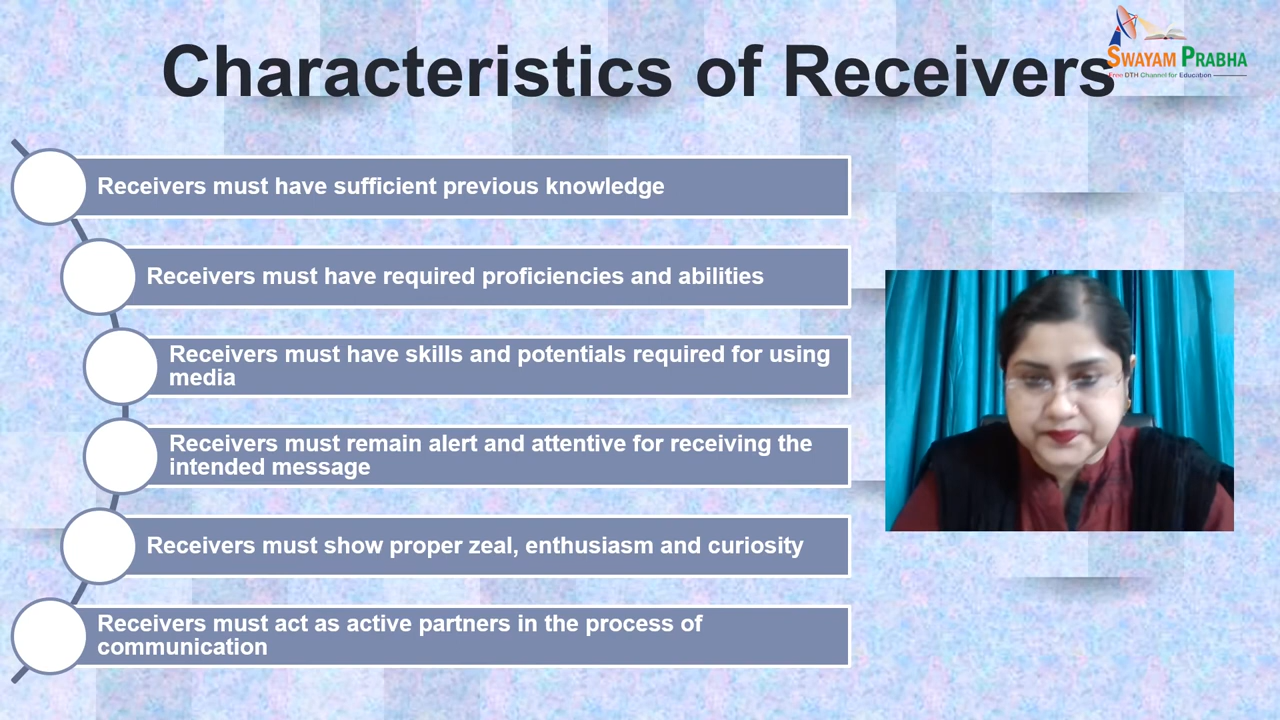 Characteristics of Receivers
SWAYAM PRABHA
Free DTH Channel for Education
Receivers must have sufficient previous knowledge
Receivers must have required proficiencies and abilities
Receivers must have skills and potentials required for using
media
Receivers must remain alert and attentive for receiving the
intended message
Receivers must show proper zeal, enthusiasm and curiosity
Receivers must act as active partners in the process of
communication